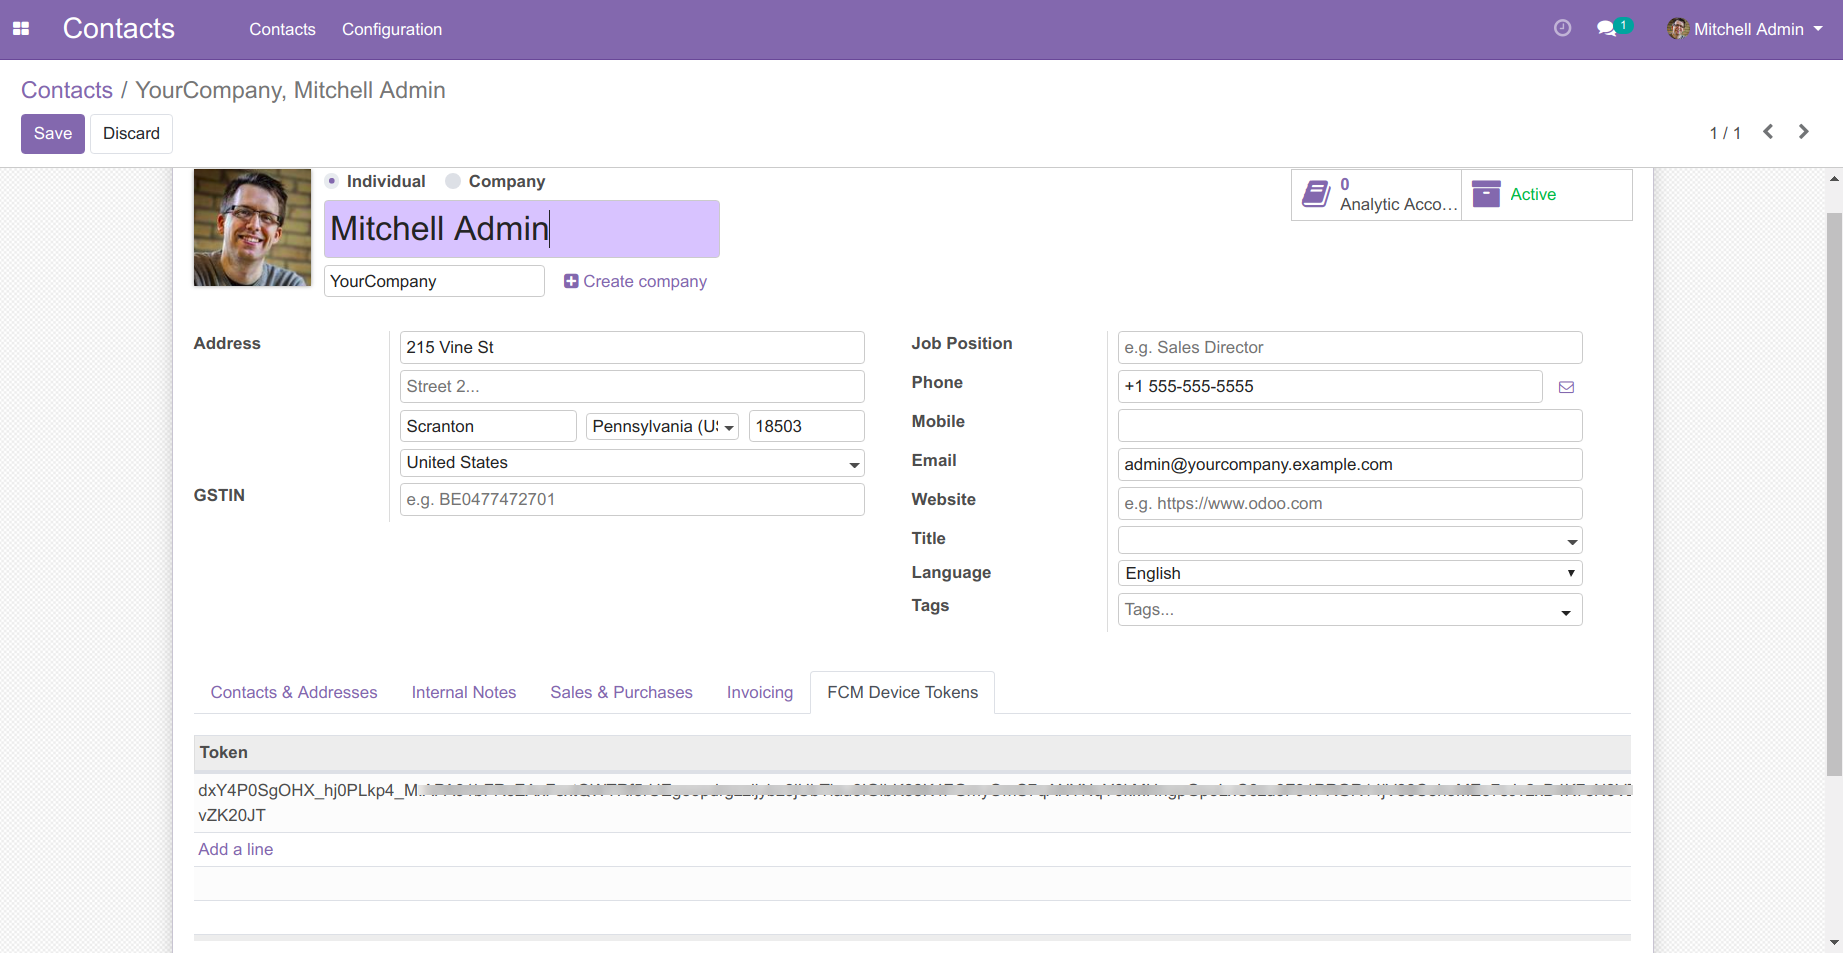 Contacts Contacts Configuration 1 Mitchell Admin
Contacts / YourCompany, Mitchell Admin
Save Discard 1 / 1
Individual Company
Mitchell Admin
0
Analytic Acco... Active
YourCompany Create company
Address 215 Vine St
Street 2...
Scranton Pennsylvania (US 18503
United States
GSTIN e.g. BE0477472701
Job Position e.g. Sales Director
Phone +1 555-555-5555
Mobile
Email admin@yourcompany.example.com
Website e.g. https://www.odoo.com
Title
Language English
Tags Tags...
Contacts & Addresses Internal Notes Sales & Purchases Invoicing FCM Device Tokens
Token
dxY4P0SgOHX_hj0PLkp4_M
vZK20JT
Add a line